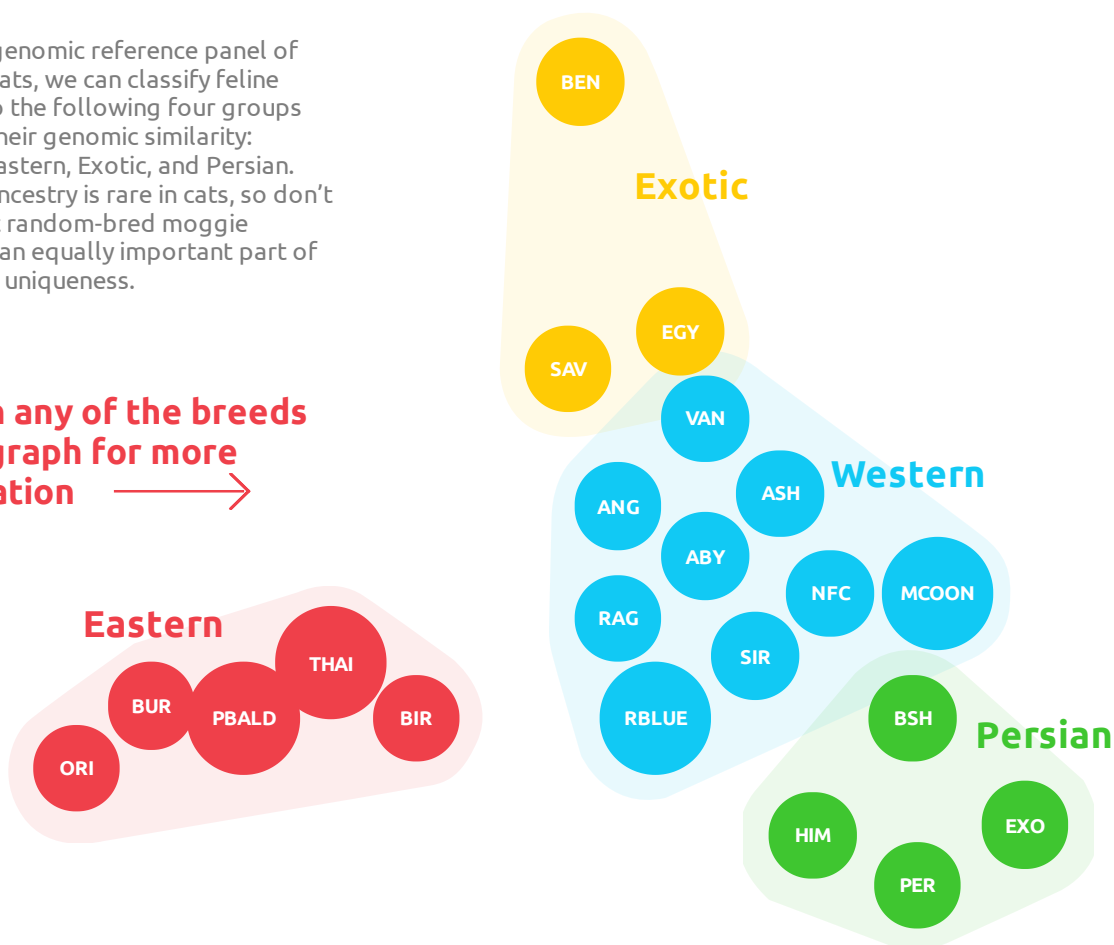 genomic reference panel of
ats, we can classify feline
o the following four groups
heir genomic similarity:
astern, Exotic, and Persian.
ncestry is rare in cats, so don't
random-bred moggie
an equally important part of
uniqueness.
any of the breeds
graph for more
ation
BEN
Exotic
EGY
SAV
VAN
Western
ASH
ANG
ABY
NFC
MCOON
RAG
SIR
RBLUE
Eastern
THAI
BUR
PBALD
BIR
ORI
BSH
Persian
HIM
EXO
PER